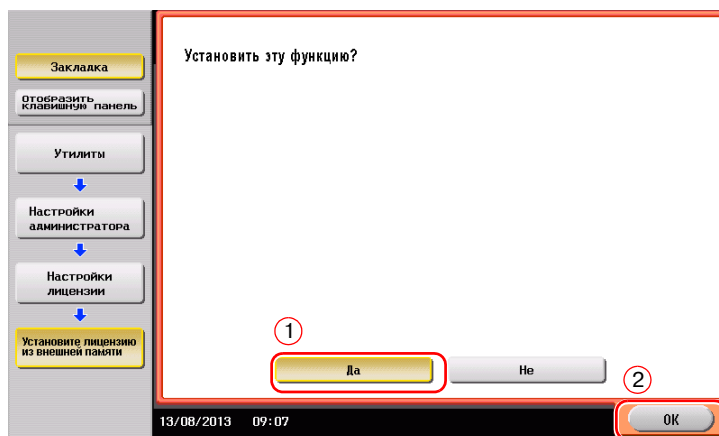 Установить эту функцию?
Закладка
Отобразить
клавишную панель
Утилиты
Настройки
администратора
Настройки
лицензии
Установите лицензию
из внешней памяти
1
Да
Не
2
13/08/2013 09:07
OK